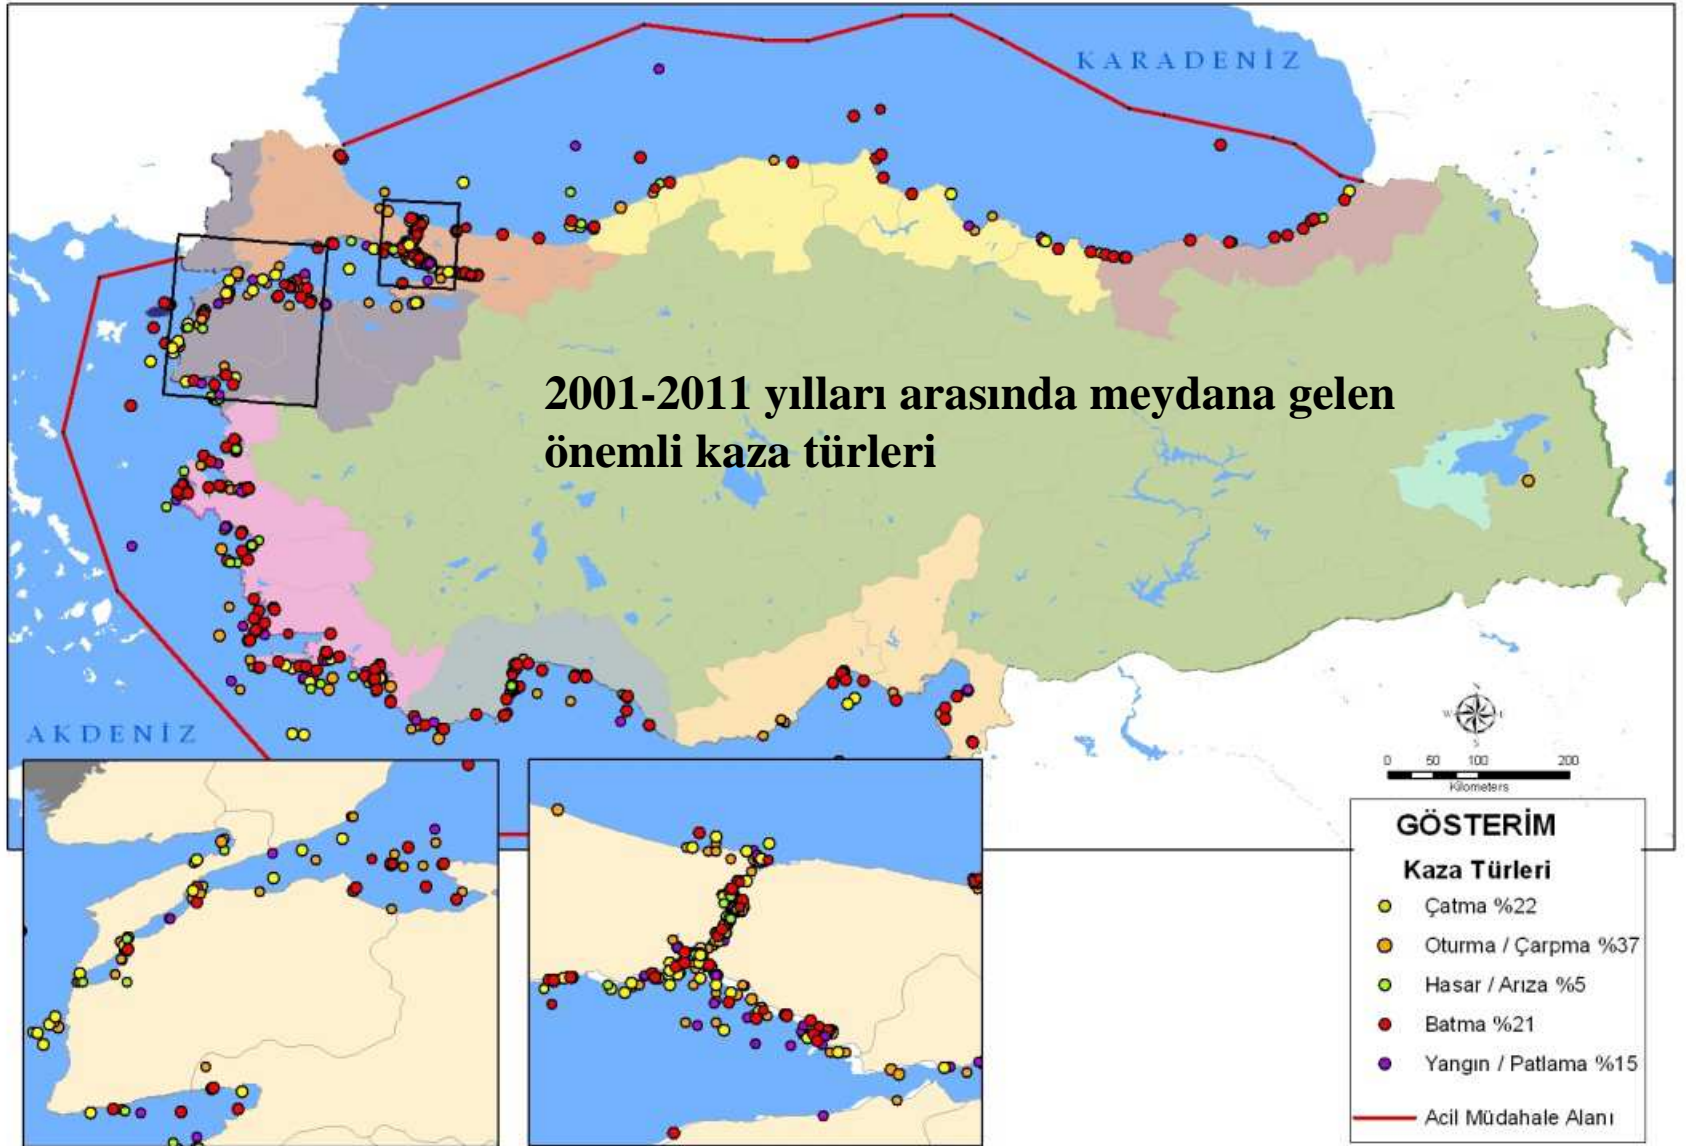 KARADENİZ
2001-2011 yılları arasında meydana gelen
önemli kaza türleri
AKDENİZ
N
W E
S
0 50 100 200
Kilometers
GÖSTERİM
Kaza Türleri
Çatma %22
Oturma / Çarpma %37
Hasar / Arıza %5
Batma %21
Yangın / Patlama %15
Acil Müdahale Alanı